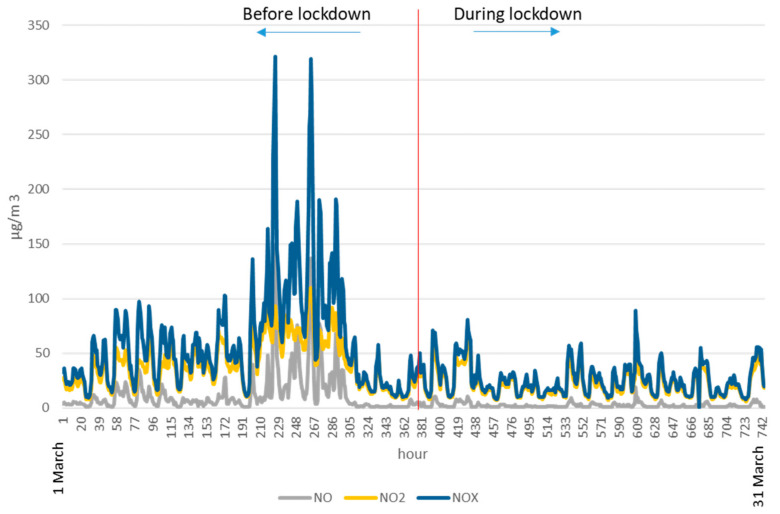 Before lockdown During lockdown
350
300
250
200
150
100
50
0
µg/m 3
1 20 39 58 77 96 115 134 153 172 191 210 229 248 267 286 305 324 343 362 381 400 419 438 457 476 495 514 533 552 571 590 609 628 647 666 685 704 723 742
hour
1 March
31 March
NO NO2 NOX